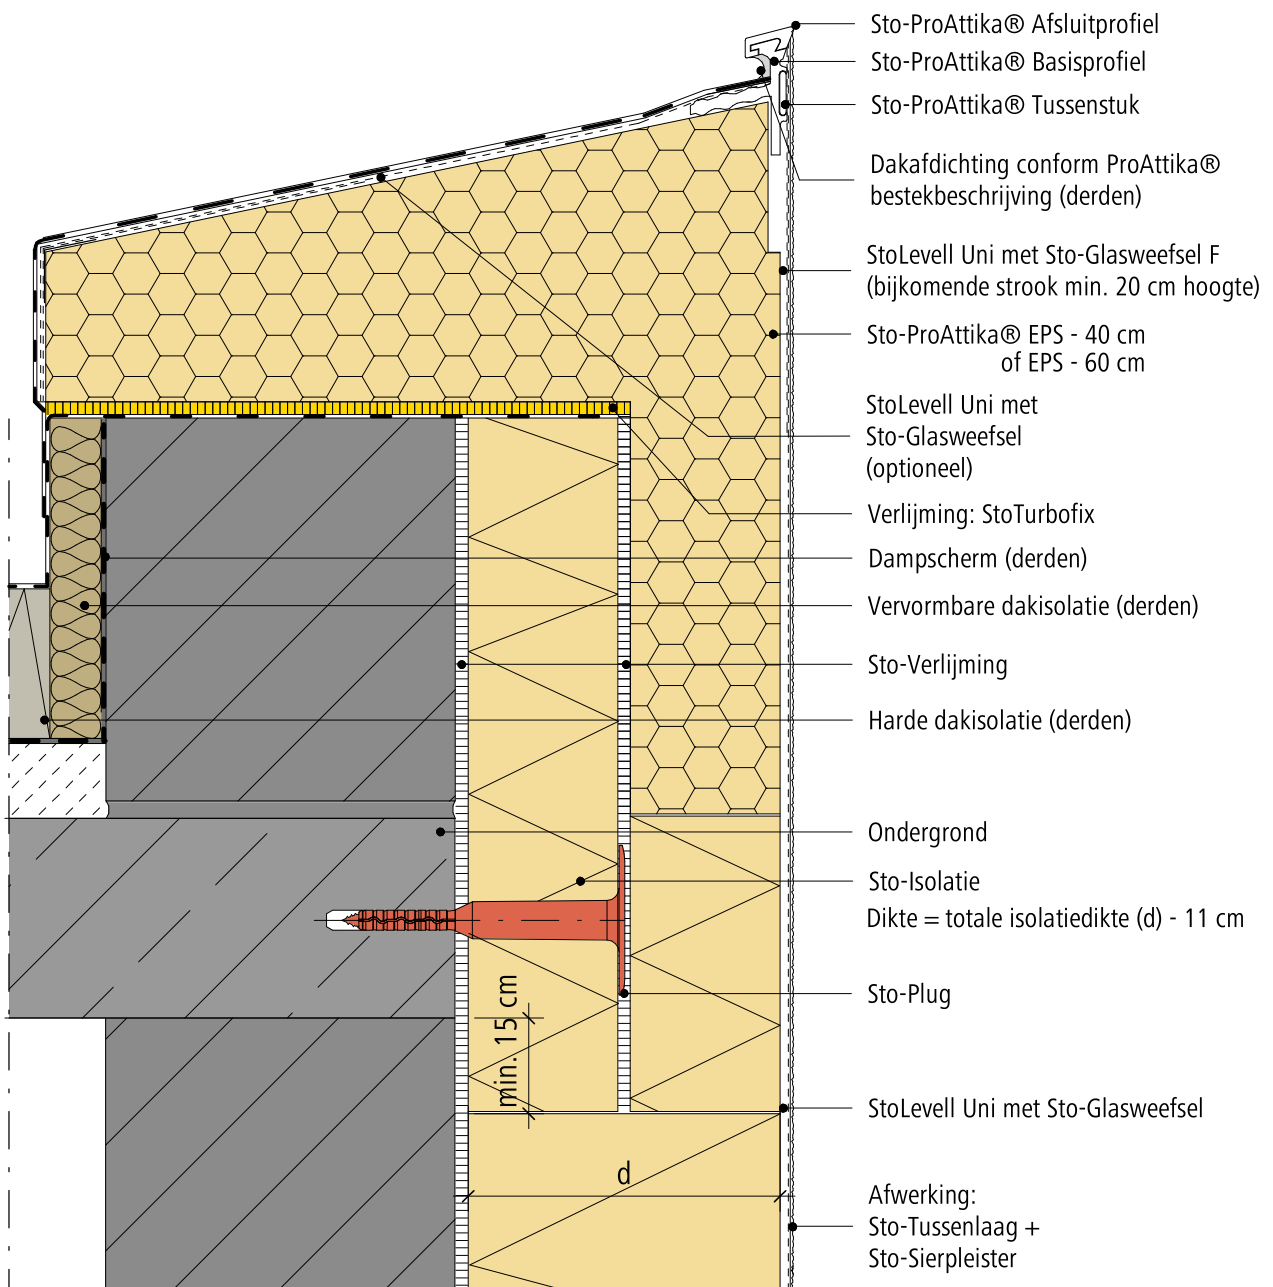 Sto-ProAttika® Afsluitprofiel
Sto-ProAttika® Basisprofiel
Sto-ProAttika® Tussenstuk
Dakafdichting conform ProAttika®
bestekbeschrijving (derden)
StoLevell Uni met Sto-Glasweefsel F
(bijkomende strook min. 20 cm hoogte)
Sto-ProAttika® EPS - 40 cm
of EPS - 60 cm
StoLevell Uni met
Sto-Glasweefsel
(optioneel)
Verlijming: StoTurbofix
Dampscherm (derden)
Vervormbare dakisolatie (derden)
Sto-Verlijming
Harde dakisolatie (derden)
Ondergrond
Sto-Isolatie
Dikte = totale isolatiedikte (d) - 11 cm
Sto-Plug
min. 15 cm
StoLevell Uni met Sto-Glasweefsel
d
Afwerking:
Sto-Tussenlaag +
Sto-Sierpleister